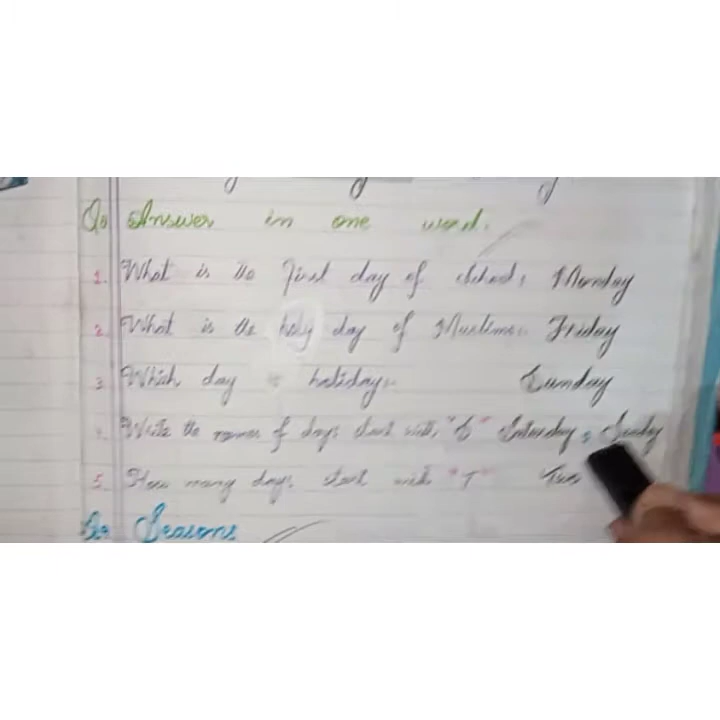 Q. Answer in one word.
1. What is the first day of School. Monday
2. What is the holy day of Muslims. Friday
3. Which day is holiday. Sunday
4. Write the names of days start with "S" Saturday, Sunday
5. How many days start with "T" Two
Q. Seasons